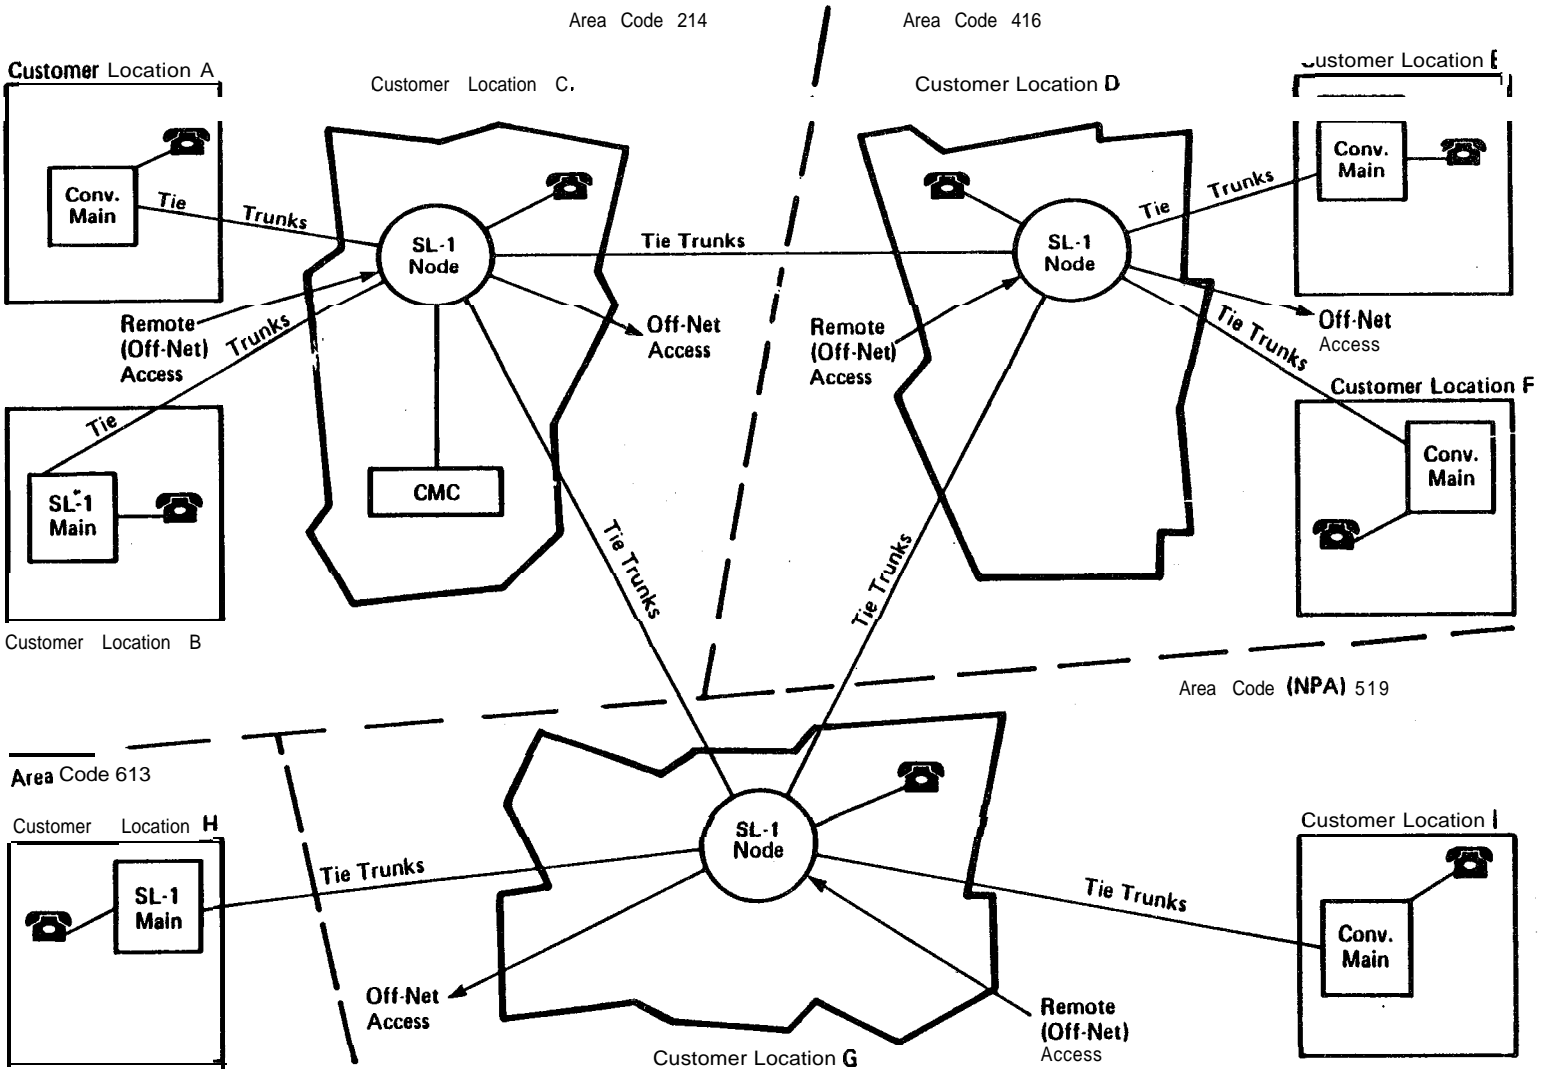 Area Code 214
Area Code 416
Customer Location A
Customer Location C.
Customer Location D
ustomer Location E
Conv.
Main
Tie Trunks
SL-1
Node
Tie Trunks
SL-1
Node
Tie Trunks
Conv.
Main
Remote
(Off-Net)
Access
Trunks
Tie
Off-Net
Access
Remote
(Off-Net)
Access
Off-Net
Access
Tie Trunks
Customer Location F
Conv.
Main
SL-1
Main
CMC
Customer Location B
Tie Trunks
Tie Trunks
Area Code (NPA) 519
Area Code 613
Customer Location H
SL-1
Main
Tie Trunks
SL-1
Node
Tie Trunks
Customer Location I
Conv.
Main
Off-Net
Access
Remote
(Off-Net)
Access
Customer Location G